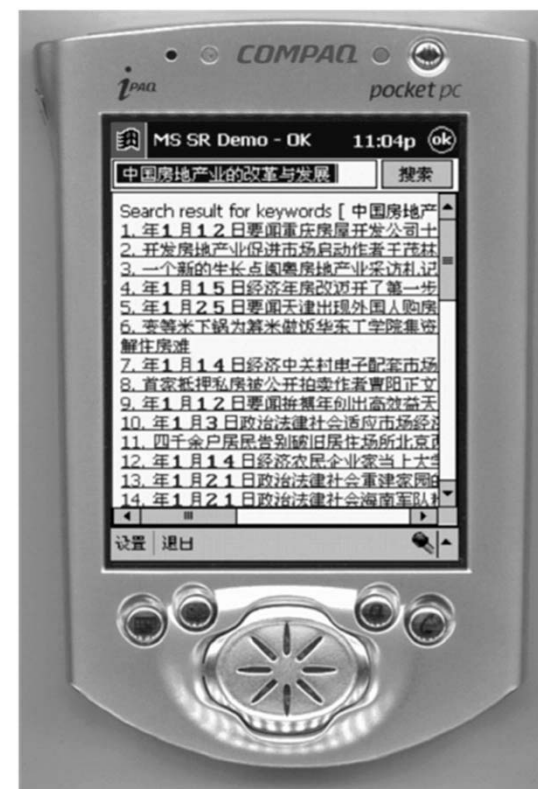 COMPAQ
iPAQ
pocket pc
MS SR Demo - OK 11:04p ok
中国房地产业的改革与发展 搜索
Search result for keywords [ 中国房地产
1. 年1月12日要闻重庆房屋开发公司十
2. 开发房地产业促进市场启动作者王茂林
3. 一个新的生长点闽粤房地产业采访札记
4. 年1月15日经济年房改迈开了第一步
5. 年1月25日要闻天津出现外国人购房
6. 变等米下锅为筹米做饭华东工学院集资
解住房难
7. 年1月14日经济中关村电子配套市场
8. 首家抵押私房被公开拍卖作者曹阳正文
9. 年1月12日要闻拚搏年创出高效益天
10. 年1月3日政治法律社会适应市场经济
11. 四千余户居民告别破旧居住场所北京
12. 年1月14日经济农民企业家当上大学
13. 年1月21日政治法律社会重建家园
14. 年1月21日政治法律社会海南军队
设置 退出